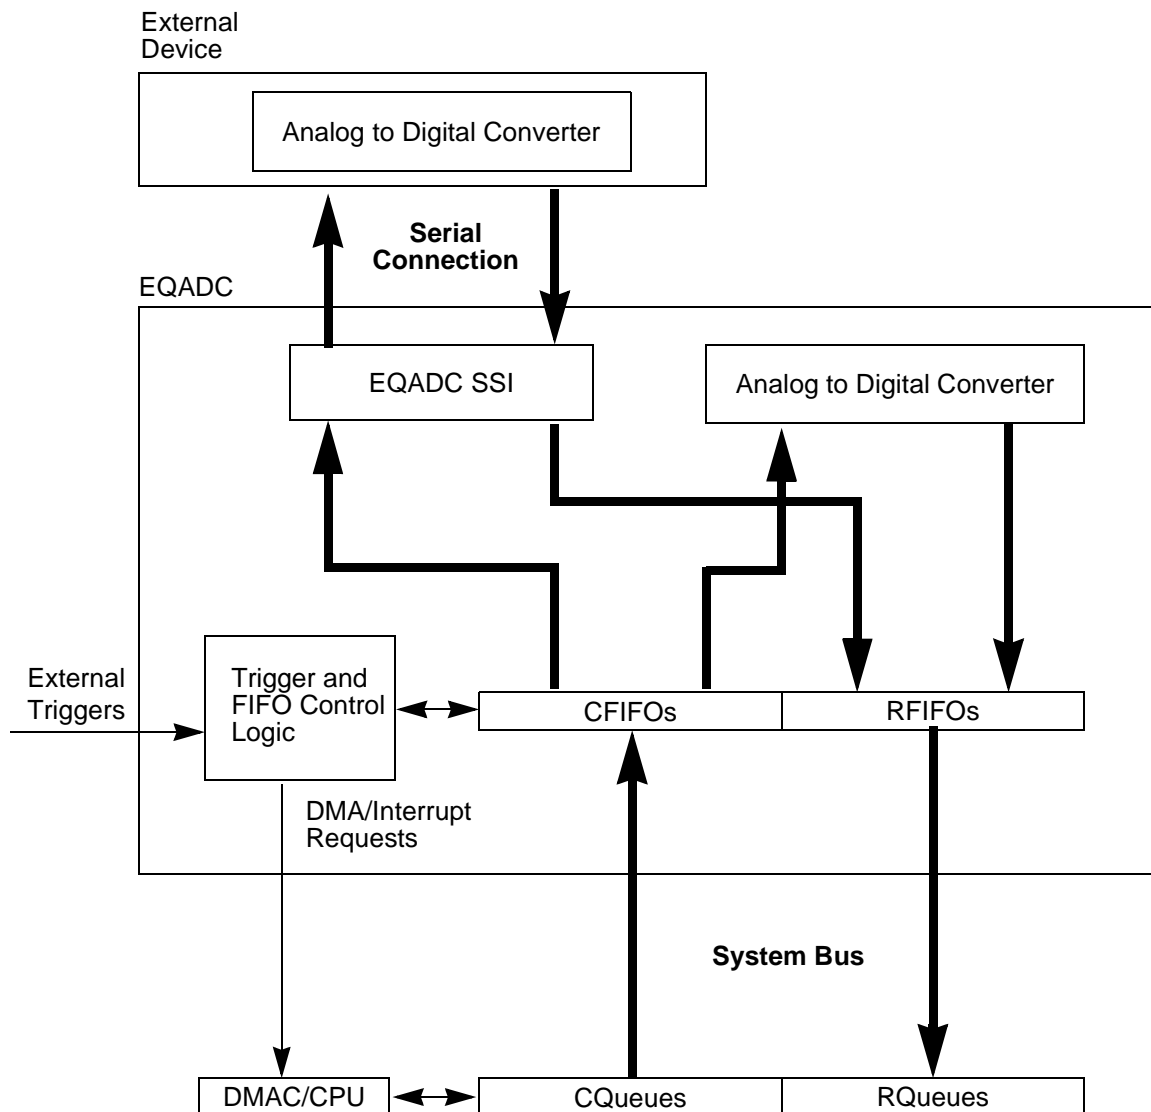 External
Device
Analog to Digital Converter
Serial
Connection
EQADC
EQADC SSI
Analog to Digital Converter
External
Triggers
Trigger and
FIFO Control
Logic
CFIFOs
RFIFOs
DMA/Interrupt
Requests
System Bus
DMAC/CPU
CQueues
RQueues